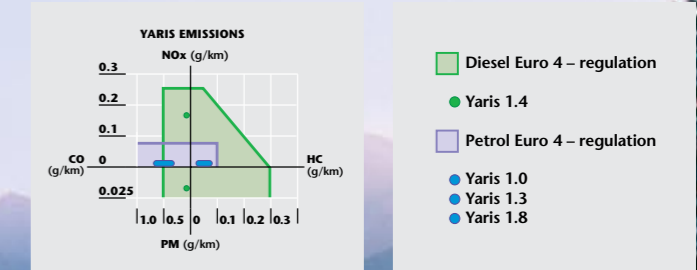 YARIS EMISSIONS
NOx (g/km)
0.3
0.2
0.1
CO 0 HC
(g/km) (g/km)
0.025
1.0 0.5 0 0.1 0.2 0.3
PM (g/km)
Diesel Euro 4 – regulation
Yaris 1.4
Petrol Euro 4 – regulation
Yaris 1.0
Yaris 1.3
Yaris 1.8